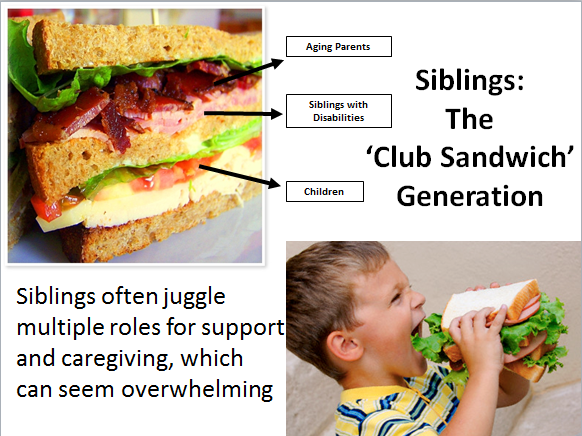 Aging Parents
Siblings with
Disabilities
Children
Siblings:
The
‘Club Sandwich’
Generation
Siblings often juggle
multiple roles for support
and caregiving, which
can seem overwhelming